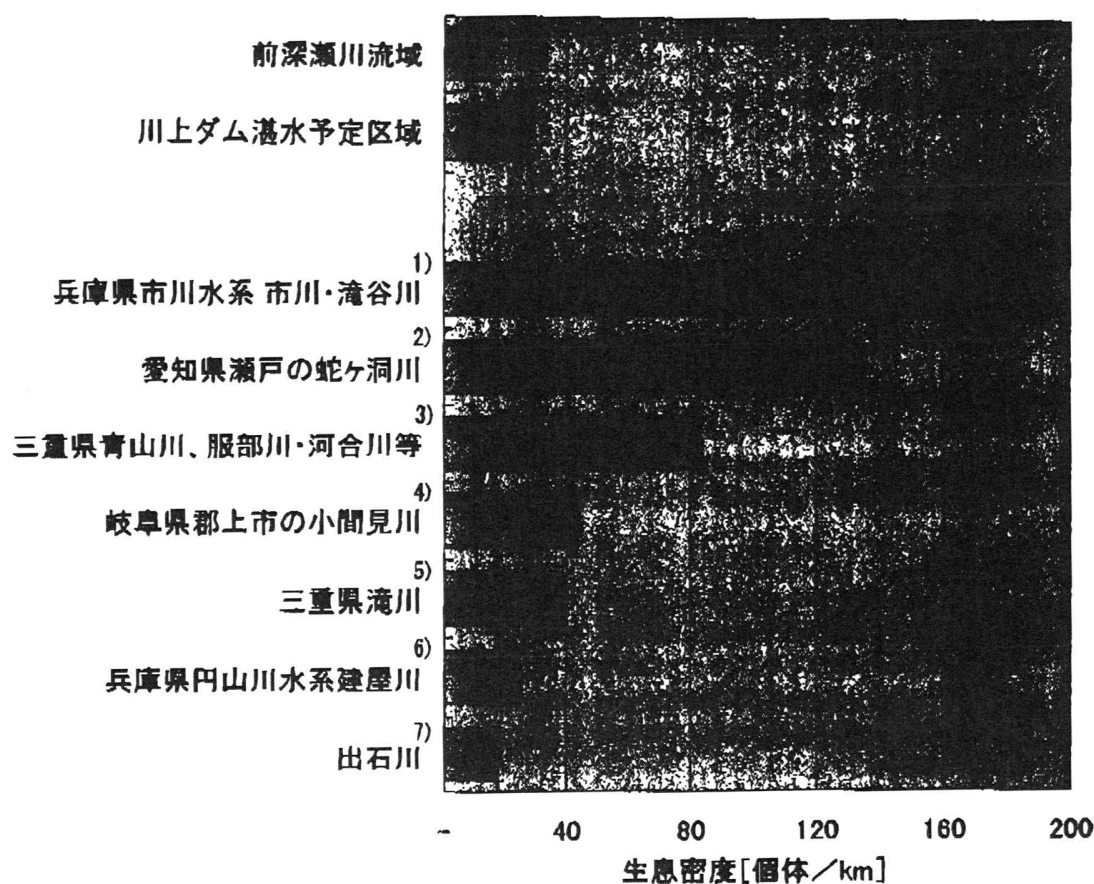 前深瀬川流域
川上ダム湛水予定区域
1)
兵庫県市川水系 市川・滝谷川
2)
愛知県瀬戸の蛇ヶ洞川
3)
三重県青山川、服部川・河合川等
4)
岐阜県郡上市の小間見川
5)
三重県滝川
6)
兵庫県円山川水系建屋川
7)
出石川
40 80 120 160 200
生息密度[個体／km]